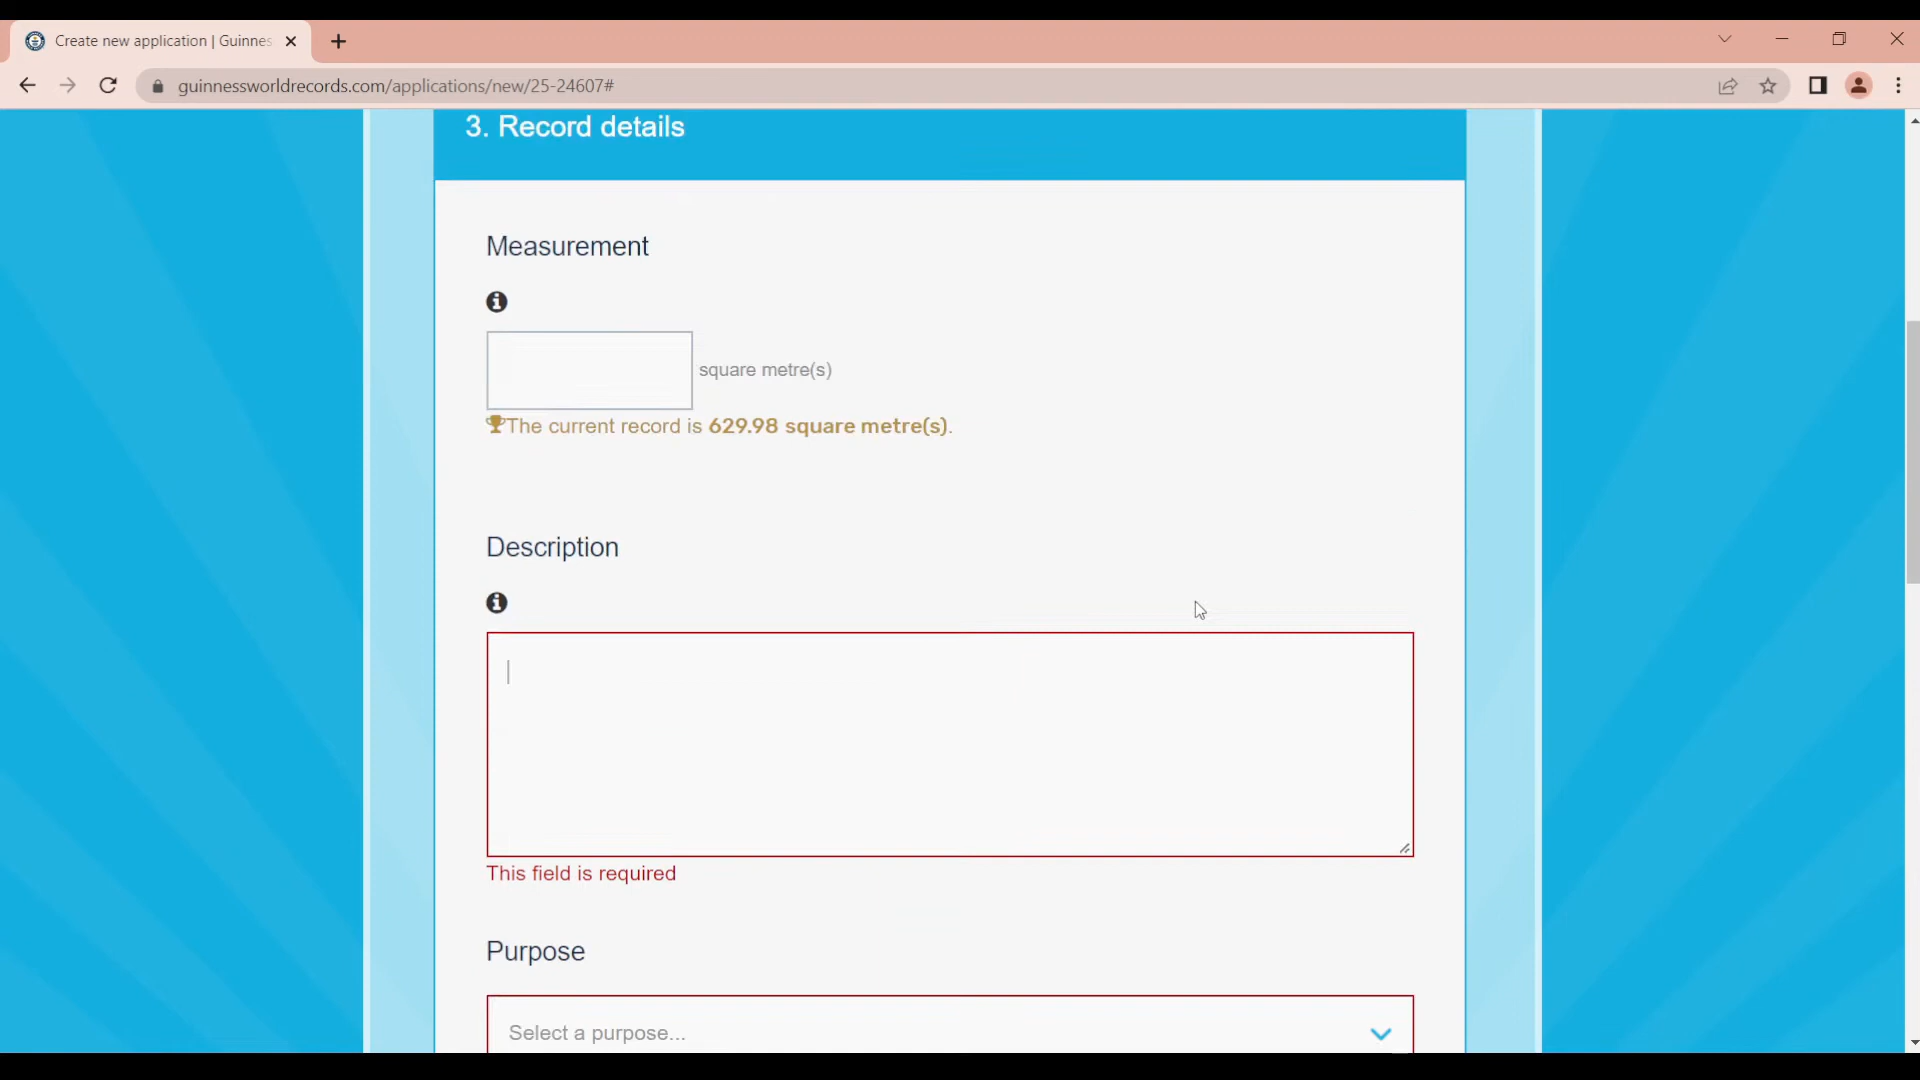 Create new application | Guinnes
guinnessworldrecords.com/applications/new/25-24607#
3. Record details
Measurement
square metre(s)
The current record is 629.98 square metre(s).
Description
This field is required
Purpose
Select a purpose...